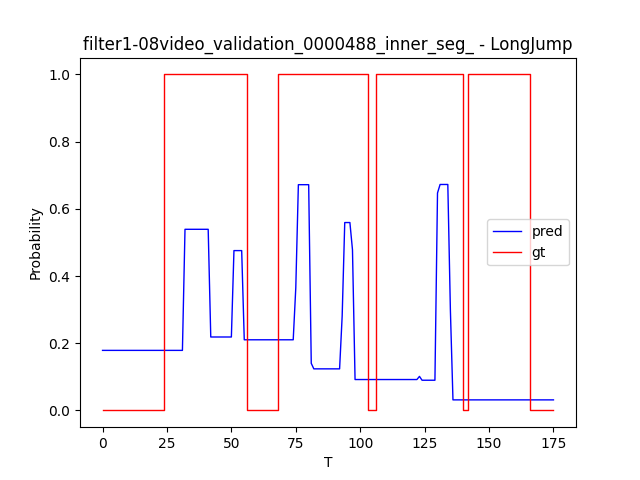 filter1-08video_validation_0000488_inner_seg_ - LongJump
1.0
0.8
0.6
0.4
0.2
0.0
Probability
pred
gt
0 25 50 75 100 125 150 175
T